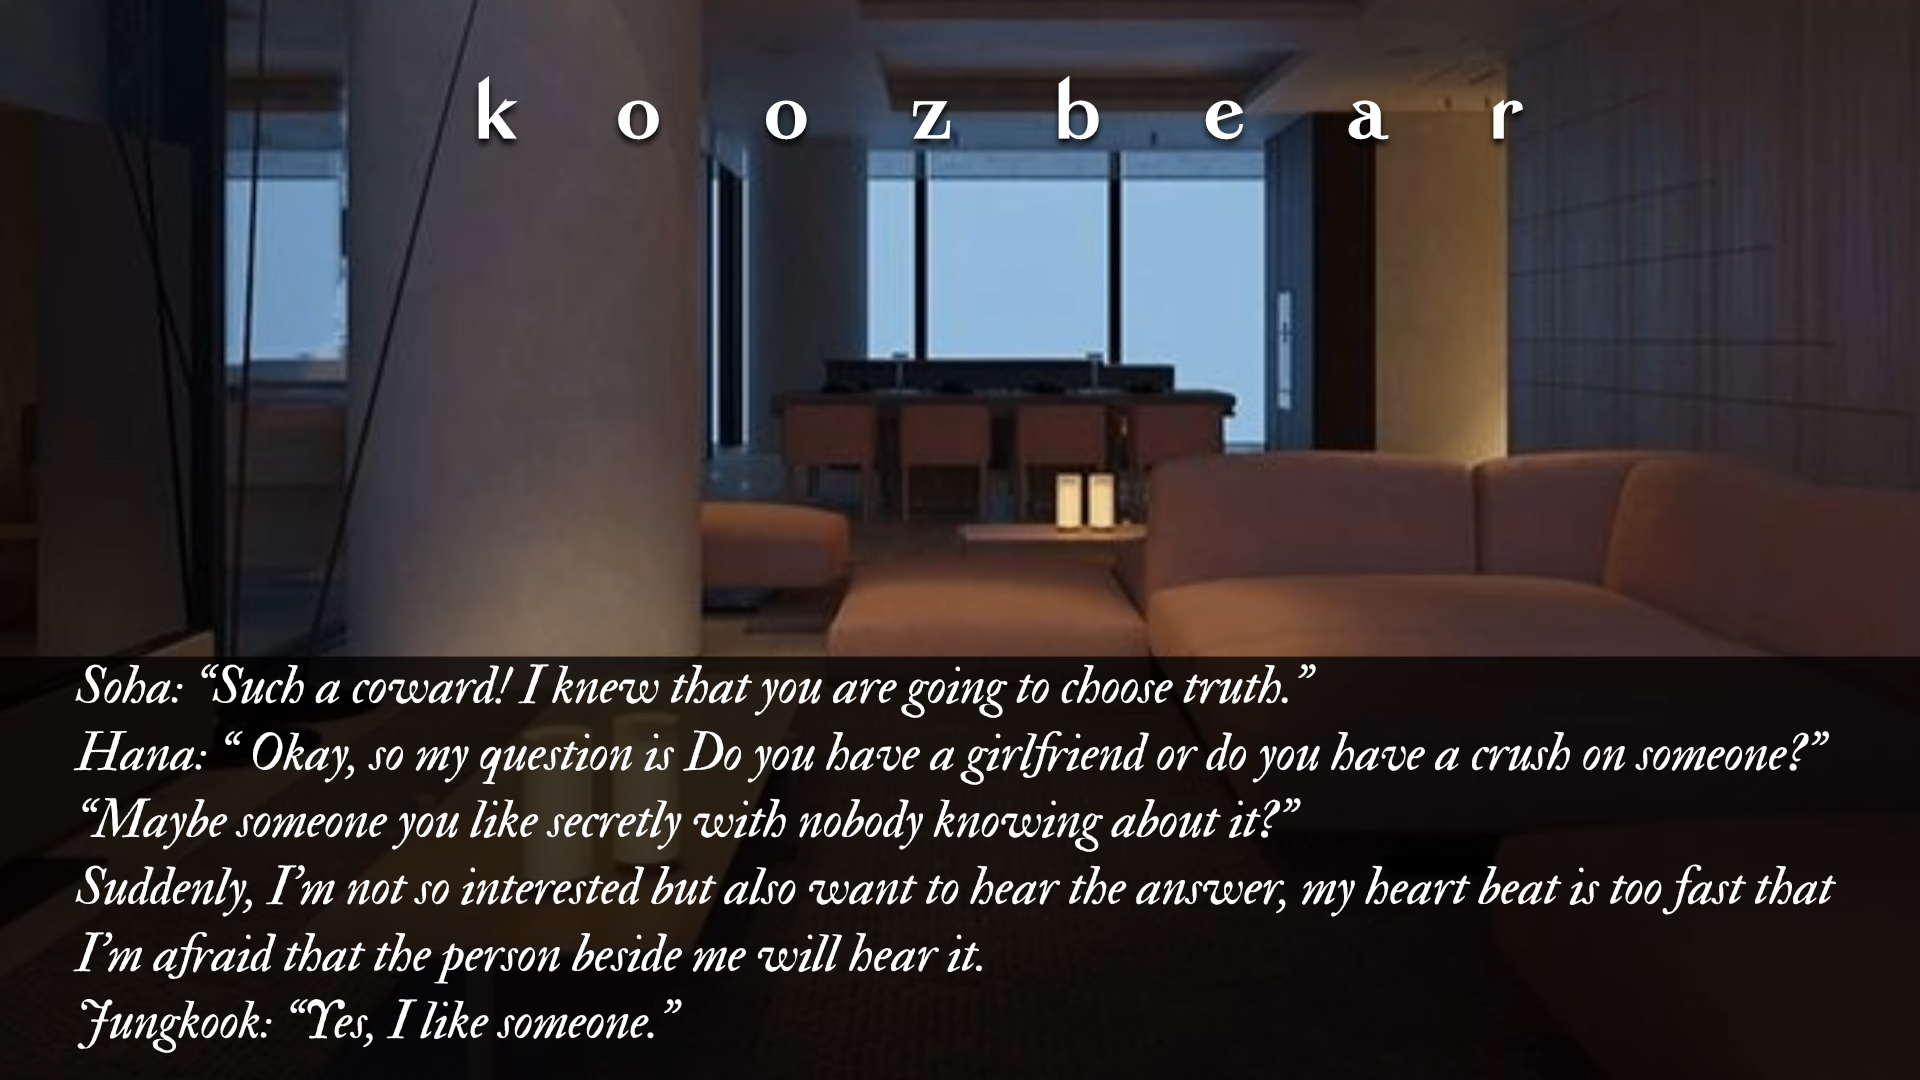 koozbear
Soha: “Such a coward! I knew that you are going to choose truth.”
Hana: “ Okay, so my question is Do you have a girlfriend or do you have a crush on someone?”
“Maybe someone you like secretly with nobody knowing about it?”
Suddenly, I’m not so interested but also want to hear the answer, my heart beat is too fast that
I’m afraid that the person beside me will hear it.
Jungkook: “Yes, I like someone.”